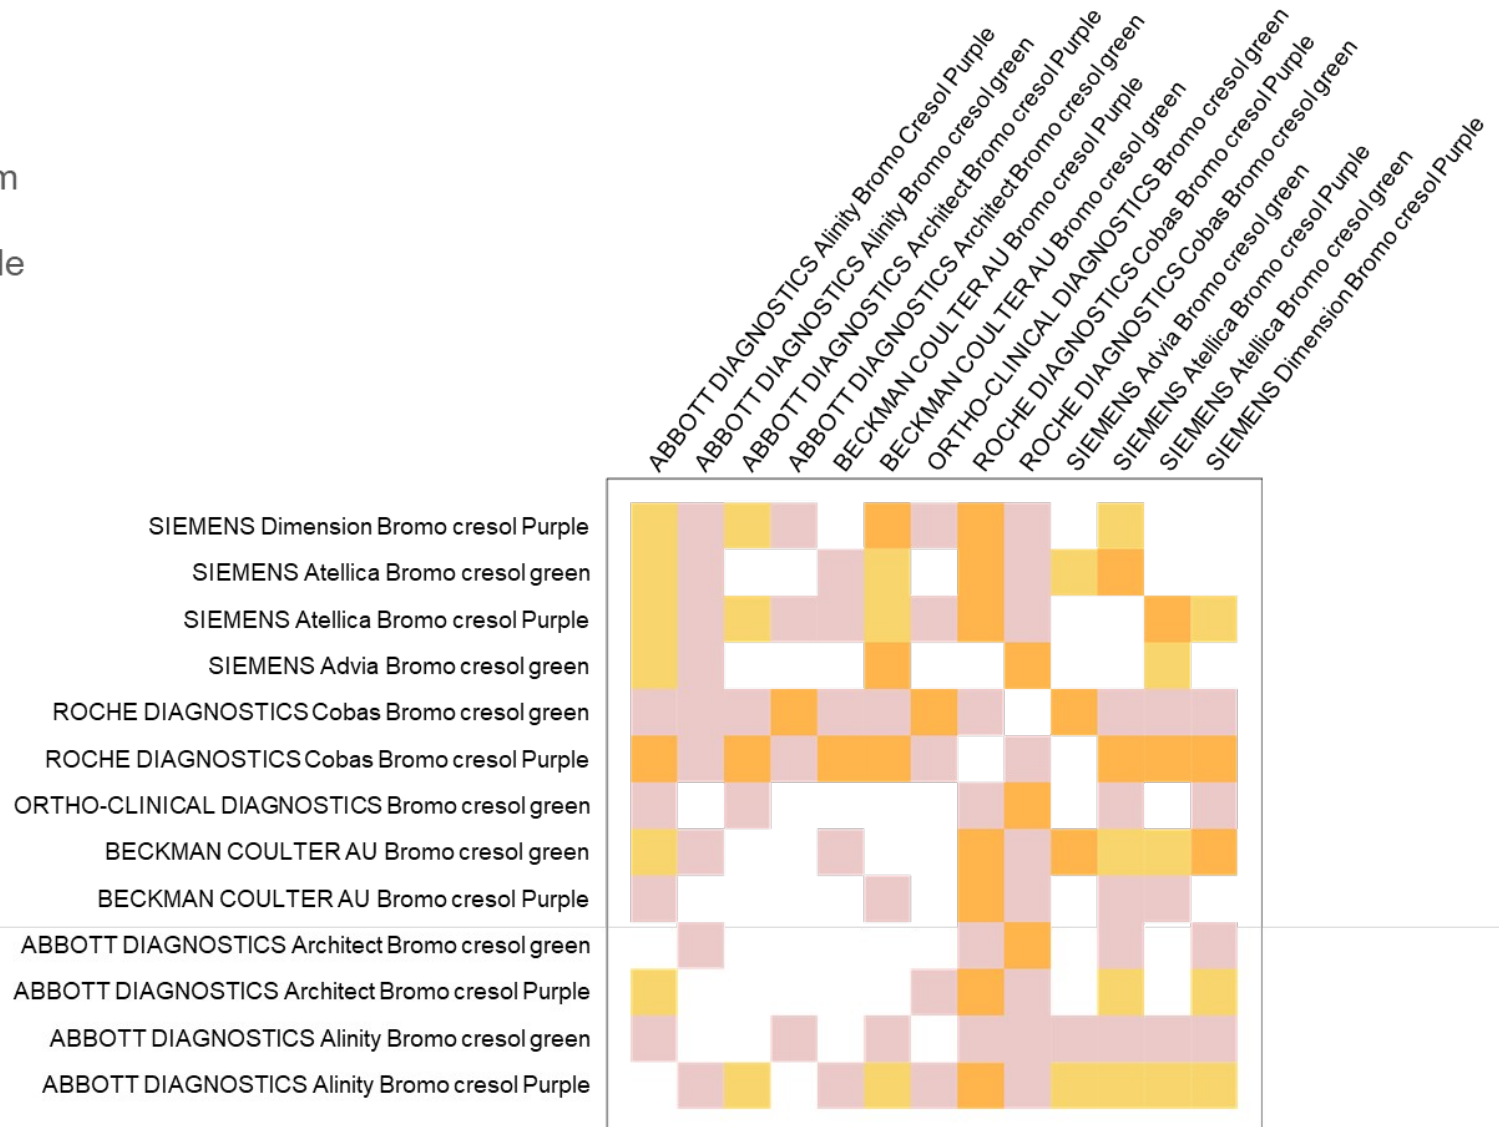 m
le
ABBOTT DIAGNOSTICS Alinity Bromo Cresol Purple
ABBOTT DIAGNOSTICS Alinity Bromo cresol green
ABBOTT DIAGNOSTICS Architect Bromo cresol Purple
ABBOTT DIAGNOSTICS Architect Bromo cresol green
BECKMAN COULTER AU Bromo cresol Purple
BECKMAN COULTER AU Bromo cresol green
ORTHO-CLINICAL DIAGNOSTICS Bromo cresol green
ROCHE DIAGNOSTICS Cobas Bromo cresol Purple
ROCHE DIAGNOSTICS Cobas Bromo cresol green
SIEMENS Advia Bromo cresol green
SIEMENS Atellica Bromo cresol Purple
SIEMENS Atellica Bromo cresol green
SIEMENS Dimension Bromo cresol Purple
SIEMENS Dimension Bromo cresol Purple
SIEMENS Atellica Bromo cresol green
SIEMENS Atellica Bromo cresol Purple
SIEMENS Advia Bromo cresol green
ROCHE DIAGNOSTICS Cobas Bromo cresol green
ROCHE DIAGNOSTICS Cobas Bromo cresol Purple
ORTHO-CLINICAL DIAGNOSTICS Bromo cresol green
BECKMAN COULTER AU Bromo cresol green
BECKMAN COULTER AU Bromo cresol Purple
ABBOTT DIAGNOSTICS Architect Bromo cresol green
ABBOTT DIAGNOSTICS Architect Bromo cresol Purple
ABBOTT DIAGNOSTICS Alinity Bromo cresol green
ABBOTT DIAGNOSTICS Alinity Bromo cresol Purple